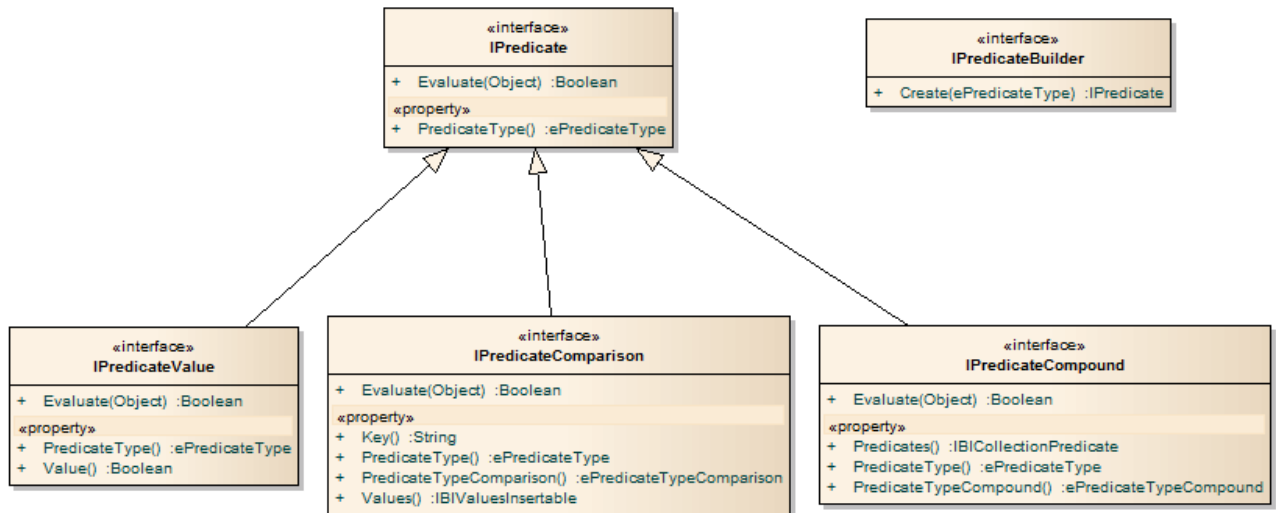 «interface»
IPredicate
+ Evaluate(Object) :Boolean
«property»
+ PredicateType() :ePredicateType
«interface»
IPredicateBuilder
+ Create(ePredicateType) :IPredicate
«interface»
IPredicateValue
+ Evaluate(Object) :Boolean
«property»
+ PredicateType() :ePredicateType
+ Value() :Boolean
«interface»
IPredicateComparison
+ Evaluate(Object) :Boolean
«property»
+ Key() :String
+ PredicateType() :ePredicateType
+ PredicateTypeComparison() :ePredicateTypeComparison
+ Values() :IBIValuesInsertable
«interface»
IPredicateCompound
+ Evaluate(Object) :Boolean
«property»
+ Predicates() :IBICollectionPredicate
+ PredicateType() :ePredicateType
+ PredicateTypeCompound() :ePredicateTypeCompound